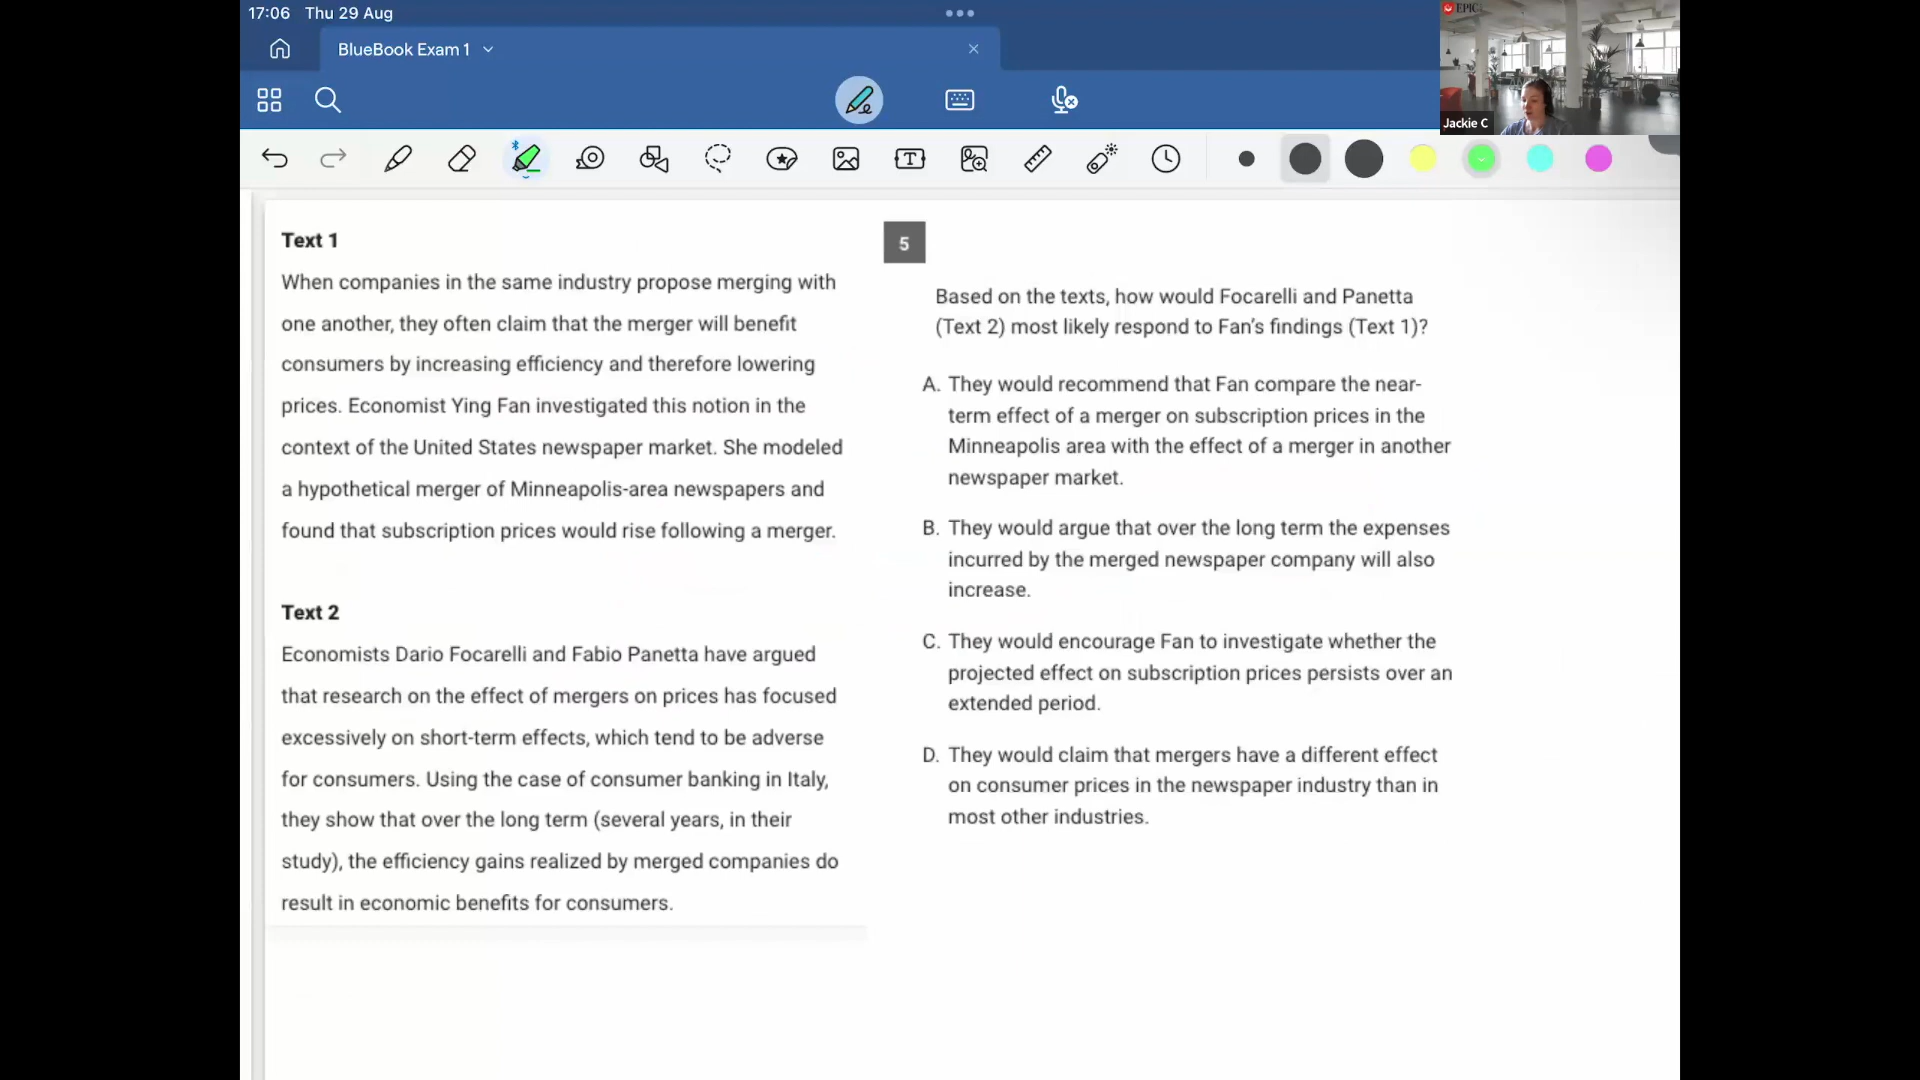 17:06 Thu 29 Aug
BlueBook Exam 1
EPIC
Jackie C
Text 1
When companies in the same industry propose merging with
one another, they often claim that the merger will benefit
consumers by increasing efficiency and therefore lowering
prices. Economist Ying Fan investigated this notion in the
context of the United States newspaper market. She modeled
a hypothetical merger of Minneapolis-area newspapers and
found that subscription prices would rise following a merger.
Text 2
Economists Dario Focarelli and Fabio Panetta have argued
that research on the effect of mergers on prices has focused
excessively on short-term effects, which tend to be adverse
for consumers. Using the case of consumer banking in Italy,
they show that over the long term (several years, in their
study), the efficiency gains realized by merged companies do
result in economic benefits for consumers.
5
Based on the texts, how would Focarelli and Panetta
(Text 2) most likely respond to Fan's findings (Text 1)?
A. They would recommend that Fan compare the near-
term effect of a merger on subscription prices in the
Minneapolis area with the effect of a merger in another
newspaper market.
B. They would argue that over the long term the expenses
incurred by the merged newspaper company will also
increase.
C. They would encourage Fan to investigate whether the
projected effect on subscription prices persists over an
extended period.
D. They would claim that mergers have a different effect
on consumer prices in the newspaper industry than in
most other industries.